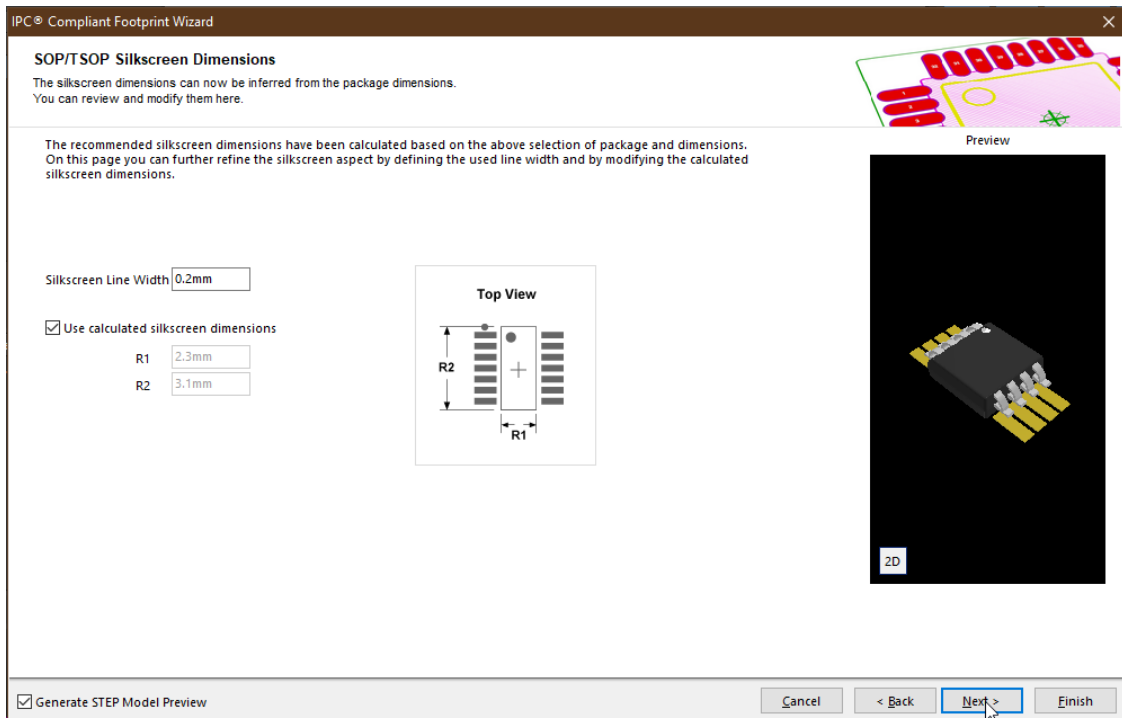 IPC® Compliant Footprint Wizard
SOP/TSOP Silkscreen Dimensions
The silkscreen dimensions can now be inferred from the package dimensions.
You can review and modify them here.
The recommended silkscreen dimensions have been calculated based on the above selection of package and dimensions.
On this page you can further refine the silkscreen aspect by defining the used line width and by modifying the calculated
silkscreen dimensions.
Preview
Silkscreen Line Width 0.2mm
Use calculated silkscreen dimensions
R1 2.3mm
R2 3.1mm
Top View
R2
R1
2D
Generate STEP Model Preview
Cancel
< Back
Next >
Finish